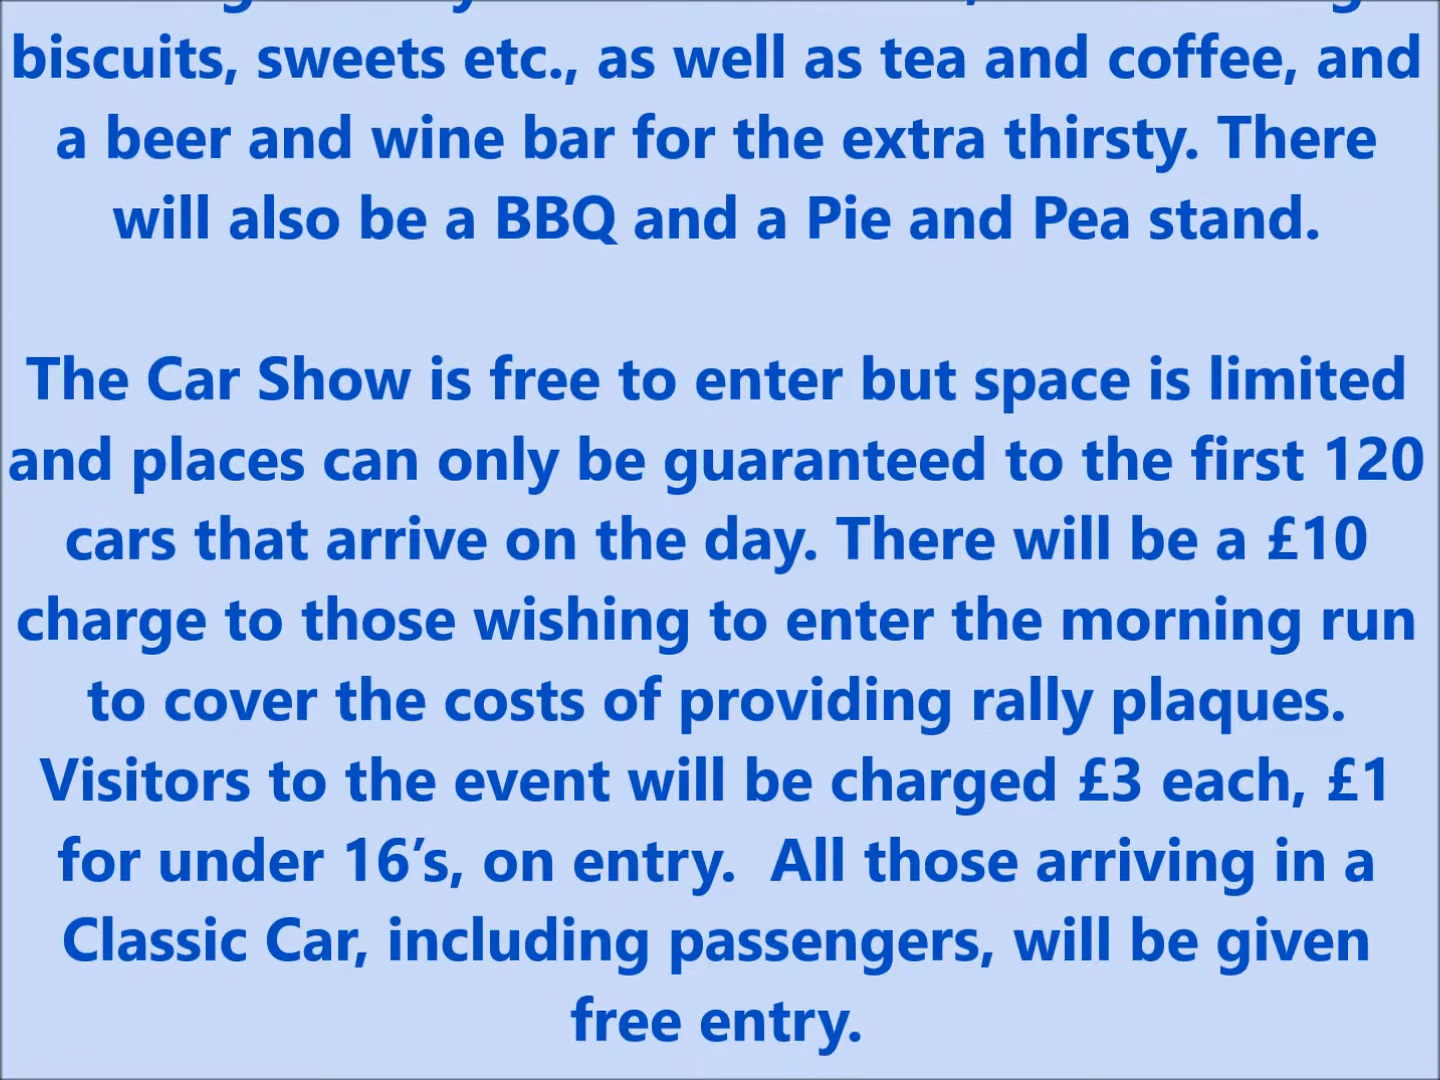 biscuits, sweets etc., as well as tea and coffee, and
a beer and wine bar for the extra thirsty. There
will also be a BBQ and a Pie and Pea stand.
The Car Show is free to enter but space is limited
and places can only be guaranteed to the first 120
cars that arrive on the day. There will be a £10
charge to those wishing to enter the morning run
to cover the costs of providing rally plaques.
Visitors to the event will be charged £3 each, £1
for under 16’s, on entry.  All those arriving in a
Classic Car, including passengers, will be given
free entry.